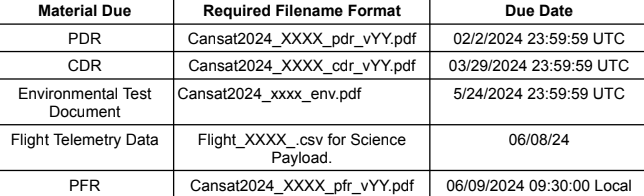 Material Due Required Filename Format Due Date
PDR Cansat2024_XXXX_pdr_vYY.pdf 02/2/2024 23:59:59 UTC
CDR Cansat2024_XXXX_cdr_vYY.pdf 03/29/2024 23:59:59 UTC
Environmental Test Cansat2024_xxxx_env.pdf 5/24/2024 23:59:59 UTC
Document
Flight Telemetry Data Flight_XXXX_.csv for Science 06/08/24
Payload.
PFR Cansat2024_XXXX_pfr_vYY.pdf 06/09/2024 09:30:00 Local